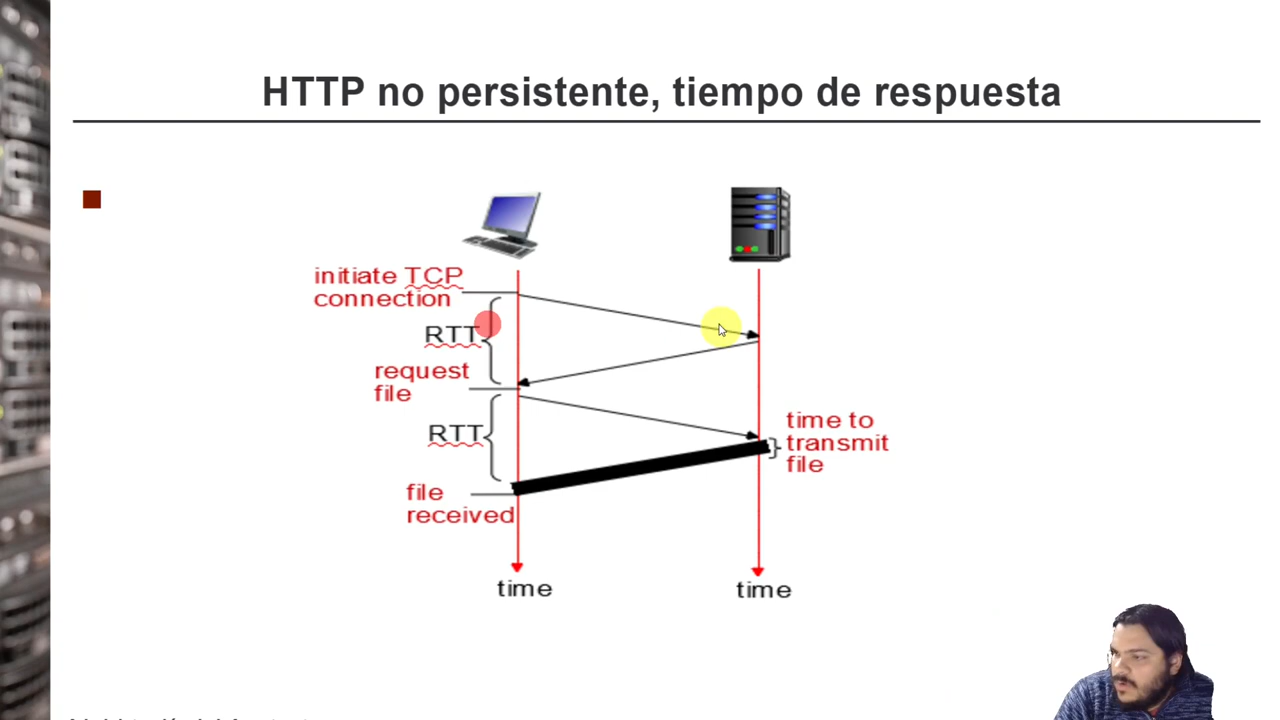 HTTP no persistente, tiempo de respuesta
initiate TCP
connection
RTT
request
file
RTT
time to
transmit
file
file
received
time
time